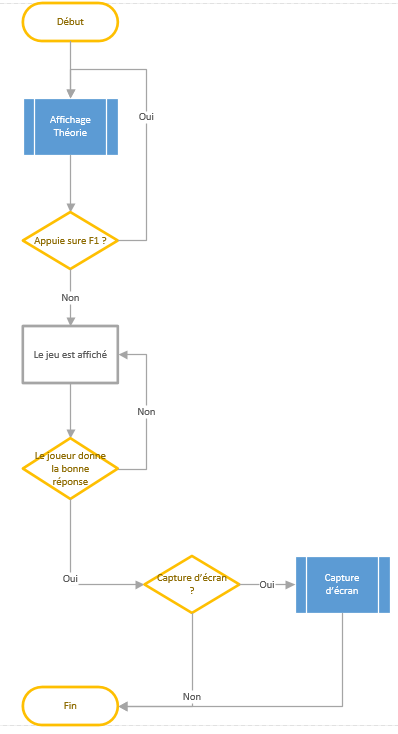 Début
Affichage
Théorie
Oui
Appuie sure F1 ?
Non
Le jeu est affiché
Non
Le joueur donne
la bonne
réponse
Oui
Capture d'écran
?
Oui
Capture
d'écran
Non
Fin